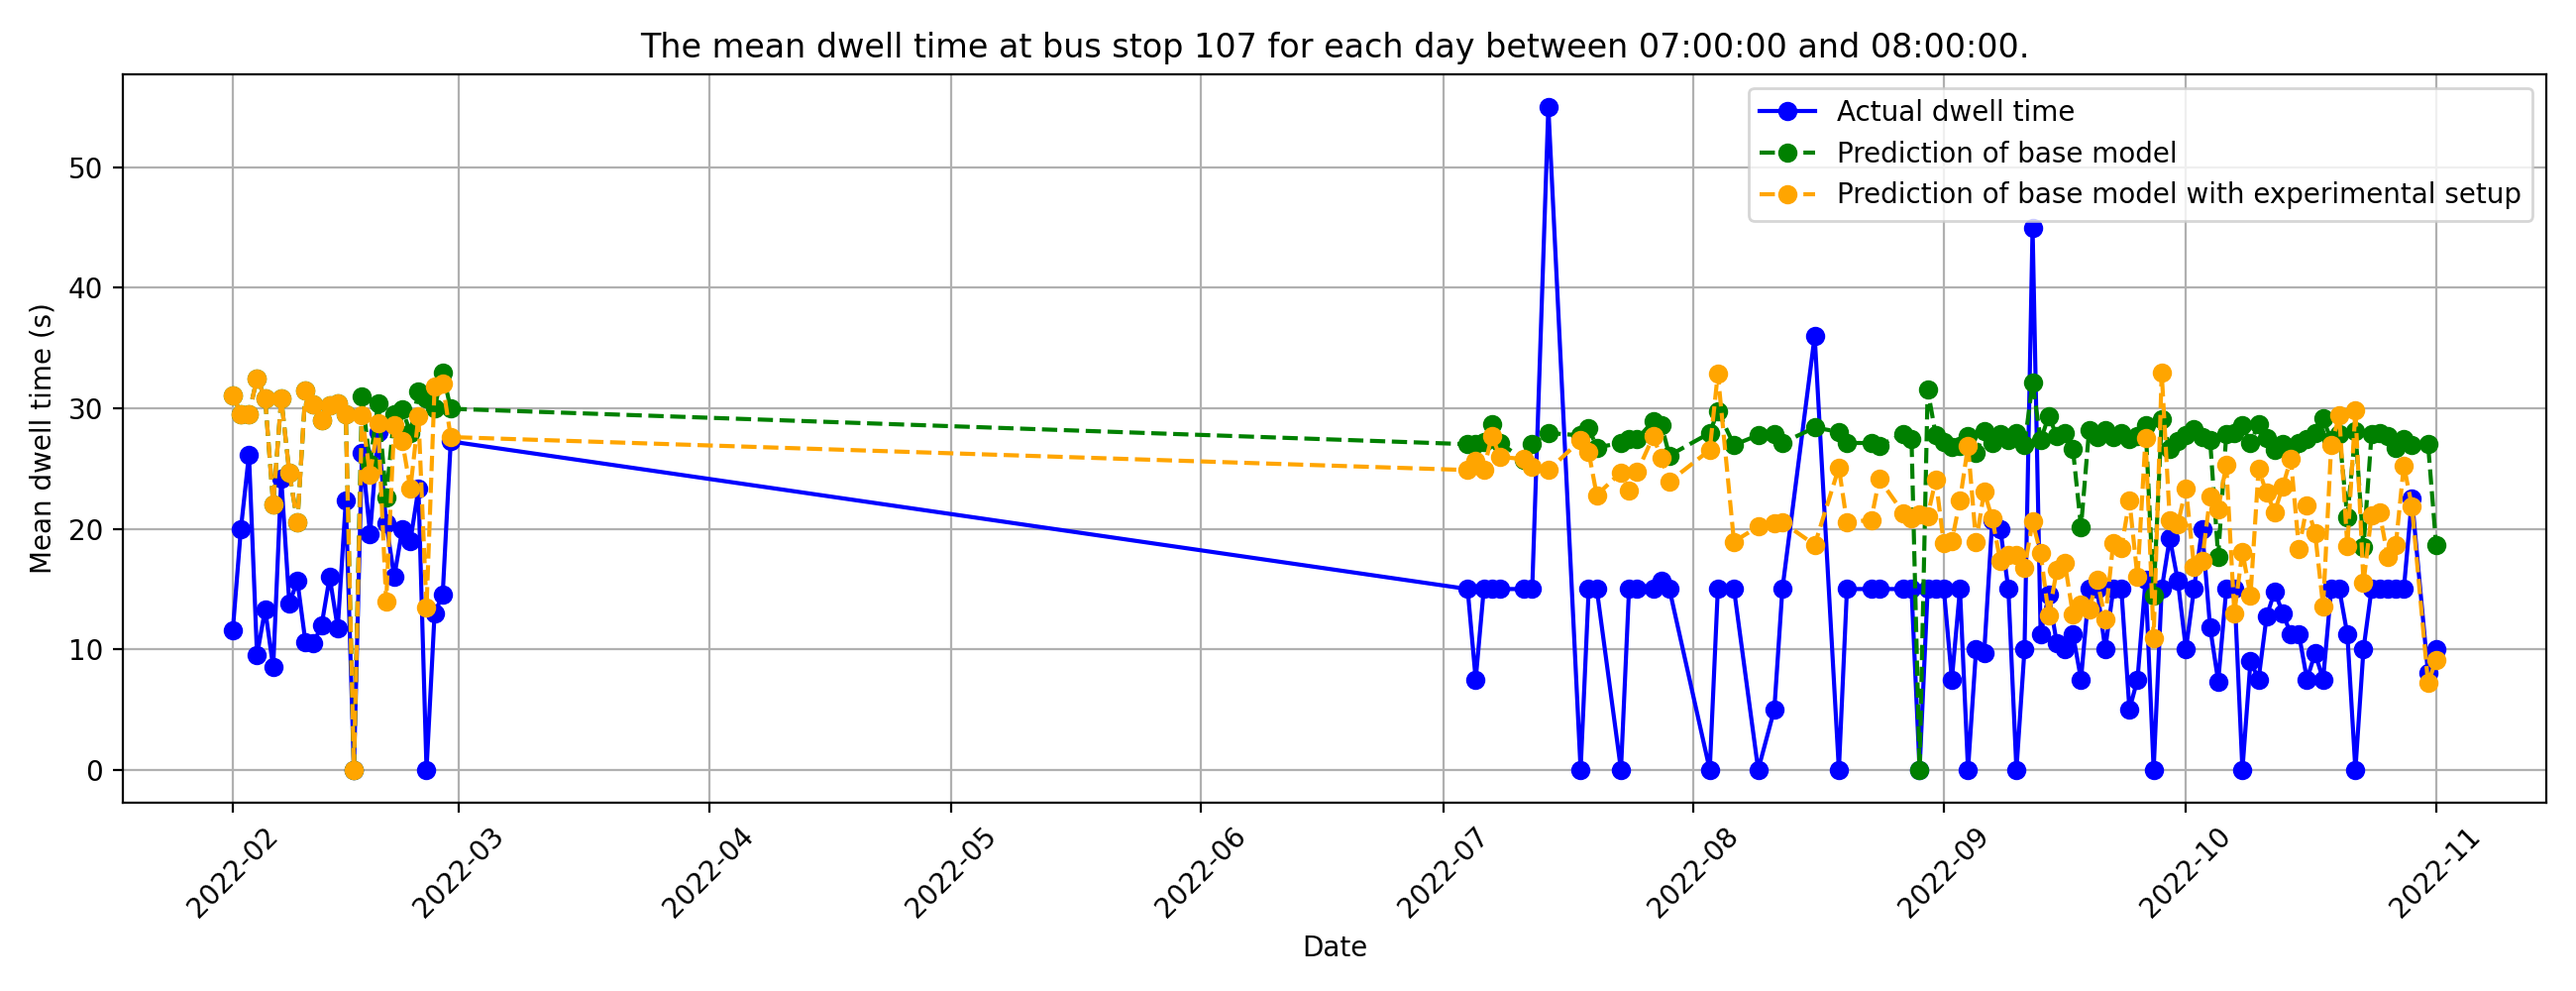 The mean dwell time at bus stop 107 for each day between 07:00:00 and 08:00:00.
Actual dwell time
Prediction of base model
Prediction of base model with experimental setup
Mean dwell time (s)
50
40
30
20
10
0
2022-02
2022-03
2022-04
2022-05
2022-06
2022-07
2022-08
2022-09
2022-10
2022-11
Date